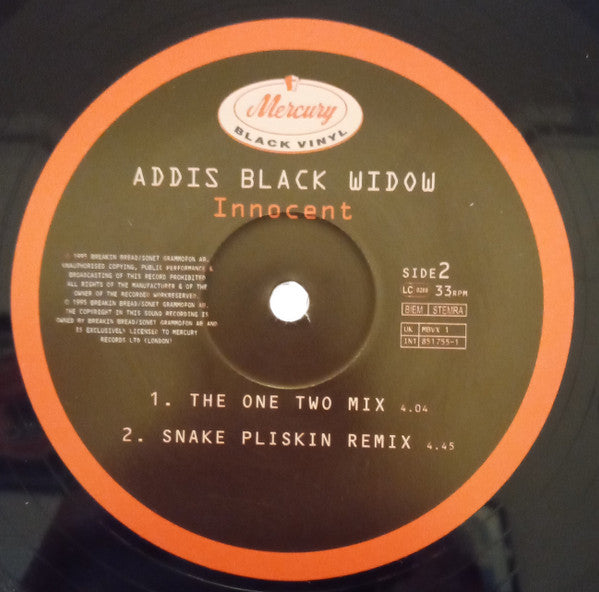 Mercury
BLACK VINYL
ADDIS BLACK WIDOW
Innocent
℗ 1995 BREAKIN BREAD/SONET GRAMMOFON AB.
UNAUTHORISED COPYING, PUBLIC PERFORMANCE &
BROADCASTING OF THIS RECORD PROHIBITED
ALL RIGHTS OF THE MANUFACTURER & OF THE
OWNER OF THE RECORDED WORKRESERVED.
© 1995 BREAKIN BREAD/SONET GRAMMOFON AB.
THE COPYRIGHT IN THIS SOUND RECORDING IS
OWNED BY BREAKIN BREAD/SONET GRAMMOFON AB AND
IS EXCLUSIVELY LICENSED TO MERCURY
RECORDS LTD (LONDON)
SIDE 2
LC 0268 33RPM
BIEM STEMRA
UK MBVX 1
INT 851 755-1
1. THE ONE TWO MIX 4.04
2. SNAKE PLISKIN REMIX 4.45